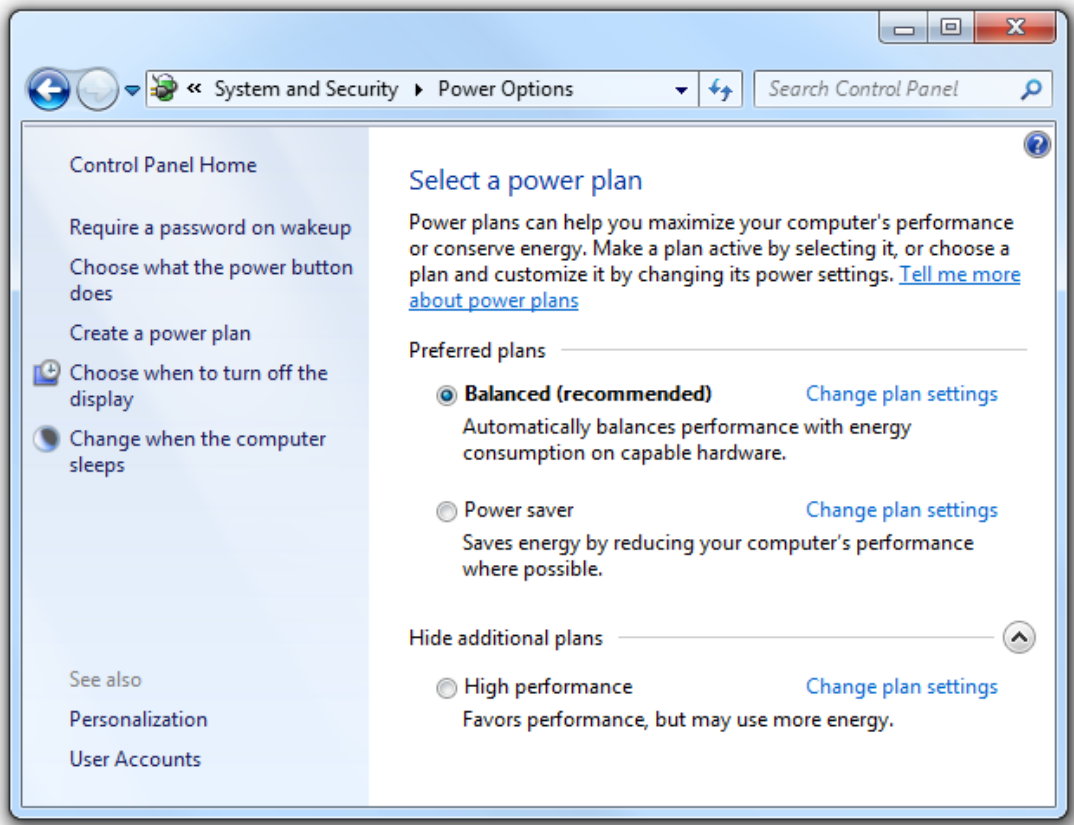 « System and Security ▸ Power Options
Search Control Panel
Control Panel Home
Require a password on wakeup
Choose what the power button
does
Create a power plan
Choose when to turn off the
display
Change when the computer
sleeps
See also
Personalization
User Accounts
Select a power plan
Power plans can help you maximize your computer's performance
or conserve energy. Make a plan active by selecting it, or choose a
plan and customize it by changing its power settings. Tell me more
about power plans
Preferred plans
Balanced (recommended) Change plan settings
Automatically balances performance with energy
consumption on capable hardware.
Power saver Change plan settings
Saves energy by reducing your computer's performance
where possible.
Hide additional plans
High performance Change plan settings
Favors performance, but may use more energy.